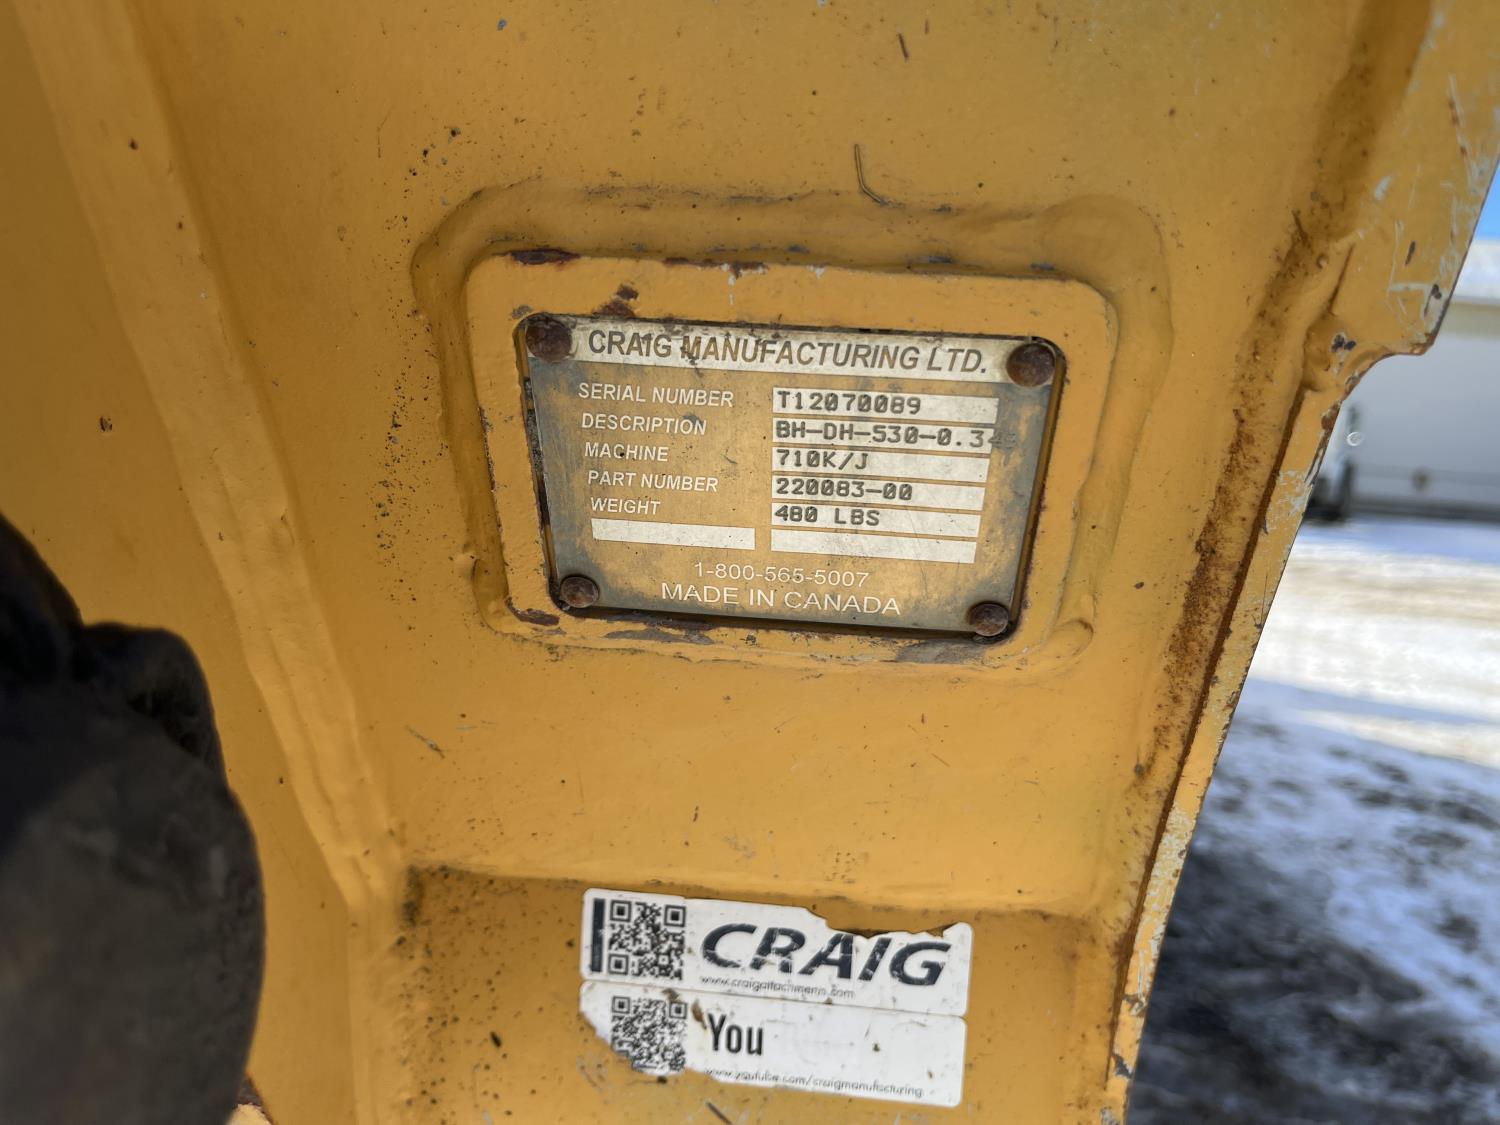 CRAIG MANUFACTURING LTD.
SERIAL NUMBER T12070089
DESCRIPTION BH-DH-530-0.34
MACHINE 710K/J
PART NUMBER 220083-00
WEIGHT 480 LBS
1-800-565-5007
MADE IN CANADA
CRAIG
www.craigattachments.com
You
www.youtube.com/craigmanufacturing